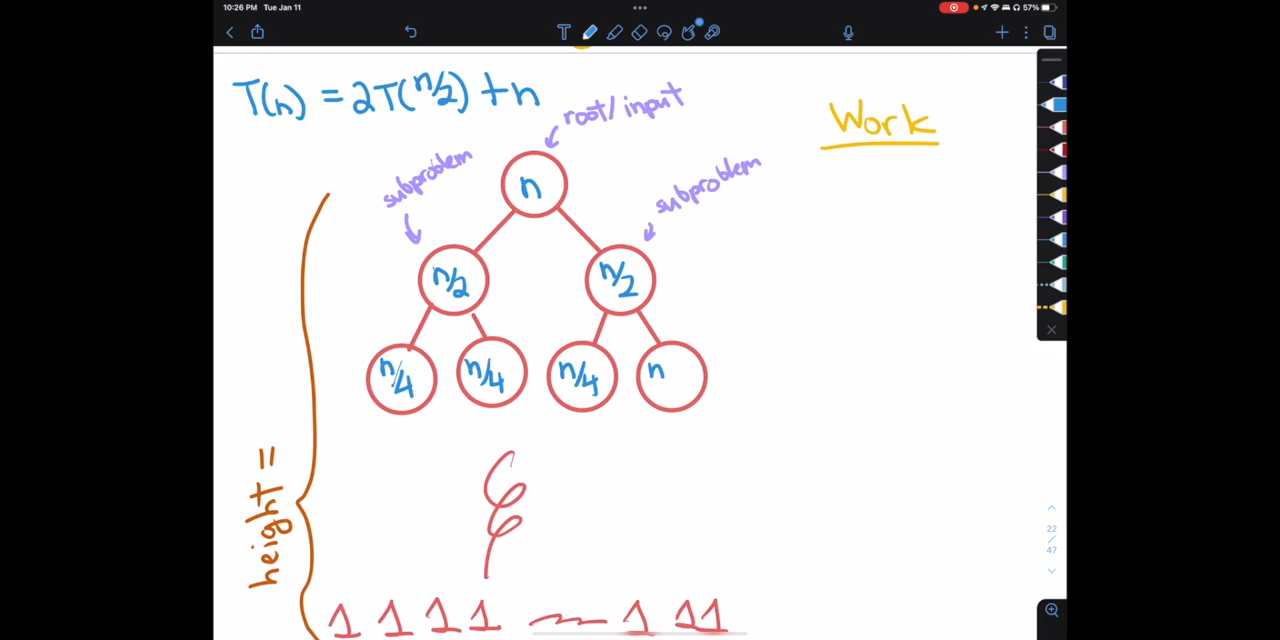 10:26 PM Tue Jan 11
57%
T(n) = 2T(n/2) + n
Work
root/input
subproblem
subproblem
n
n/2 n/2
n/4 n/4 n/4 n
height =
1 1 1 1 1 1 1
22
/
47